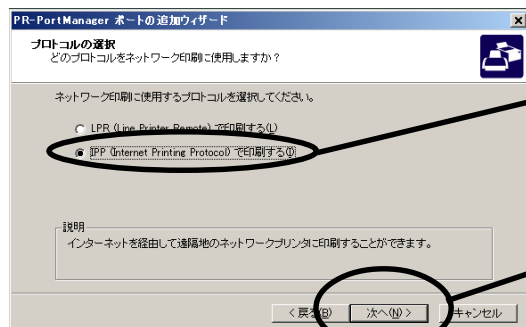 PR-PortManager ポートの追加ウィザード
プロトコルの選択
どのプロトコルをネットワーク印刷に使用しますか?
ネットワーク印刷に使用するプロトコルを選択してください。
LPR (Line Printer Remote) で印刷する(L)
IPP (Internet Printing Protocol) で印刷する(I)
説明
インターネットを経由して遠隔地のネットワークプリンタに印刷することができます。
< 戻る(B) 次へ(N) > キャンセル